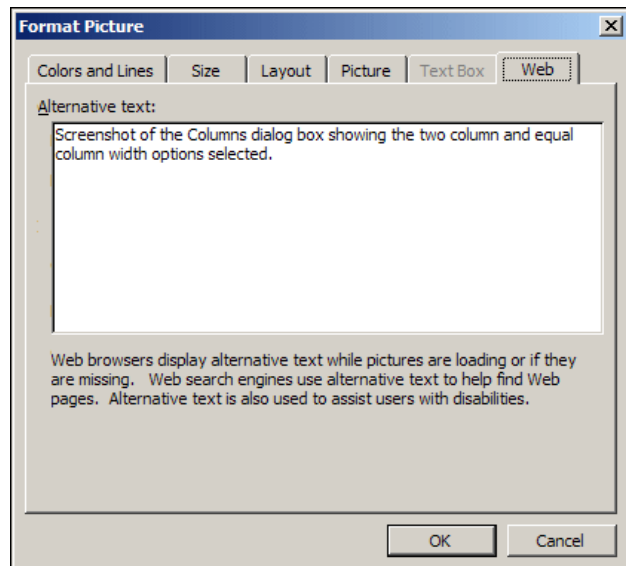 Format Picture
Colors and Lines Size Layout Picture Text Box Web
Alternative text:
Screenshot of the Columns dialog box showing the two column and equal
column width options selected.
Web browsers display alternative text while pictures are loading or if they
are missing. Web search engines use alternative text to help find Web
pages. Alternative text is also used to assist users with disabilities.
OK Cancel